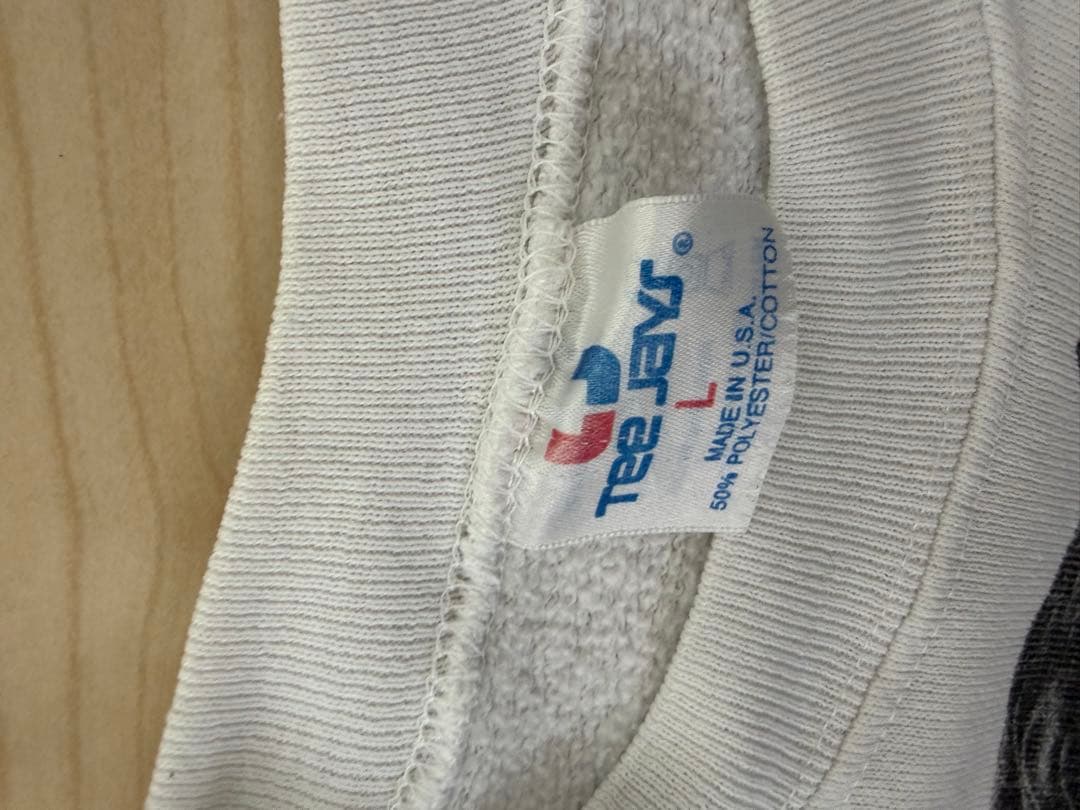 Tee Jays ®
L
MADE IN U.S.A.
50% POLYESTER/COTTON